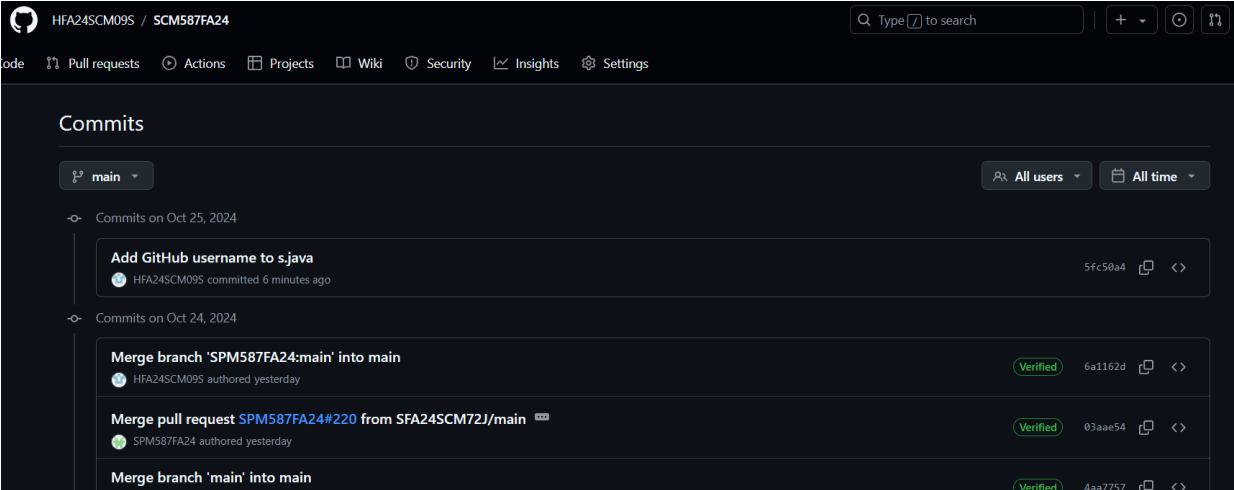 HFA24SCM09S / SCM587FA24
Type / to search
ode Pull requests Actions Projects Wiki Security Insights Settings
Commits
main
All users All time
Commits on Oct 25, 2024
Add GitHub username to s.java
5fc50a4
HFA24SCM09S committed 6 minutes ago
Commits on Oct 24, 2024
Merge branch 'SPM587FA24:main' into main
Verified 6a1162d
HFA24SCM09S authored yesterday
Merge pull request SPM587FA24#220 from SFA24SCM72J/main
Verified 03aae54
SPM587FA24 authored yesterday
Merge branch 'main' into main
Verified 4aa7757